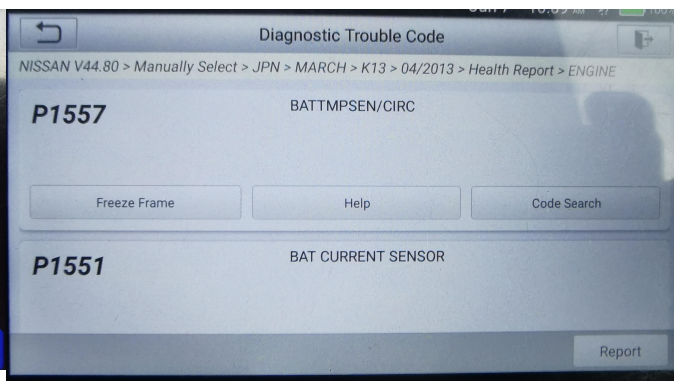 Diagnostic Trouble Code
NISSAN V44.80 > Manually Select > JPN > MARCH > K13 > 04/2013 > Health Report > ENGINE
P1557
BATTMPSEN/CIRC
Freeze Frame
Help
Code Search
P1551
BAT CURRENT SENSOR
Report